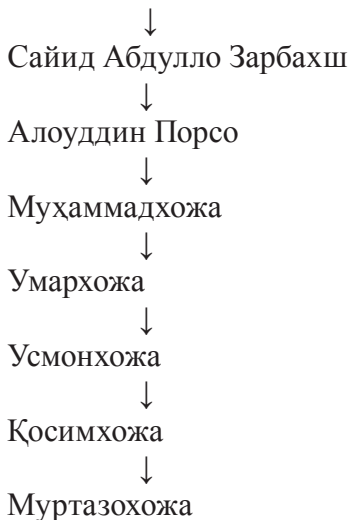 ↓
Сайид Абдулло Зарбахш
↓
Алоуддин Порсо
↓
Муҳаммадхожа
↓
Умархожа
↓
Усмонхожа
↓
Қосимхожа
↓
Муртазохожа